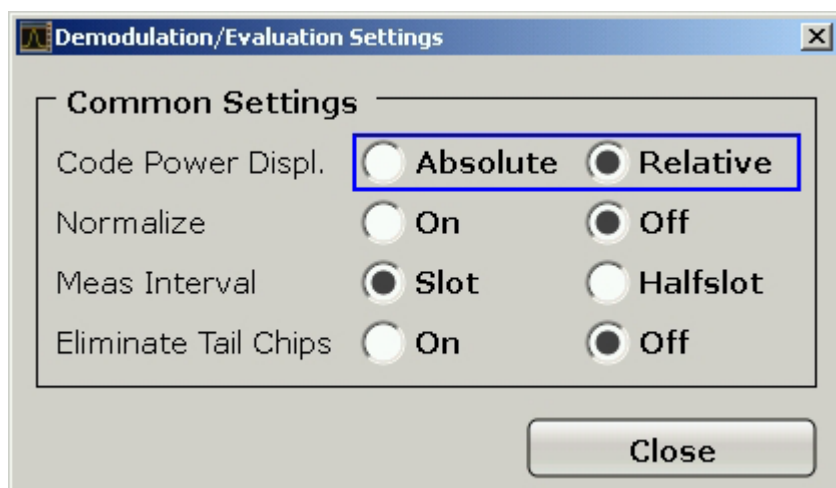 Demodulation/Evaluation Settings
Common Settings
Code Power Displ. Absolute Relative
Normalize On Off
Meas Interval Slot Halfslot
Eliminate Tail Chips On Off
Close